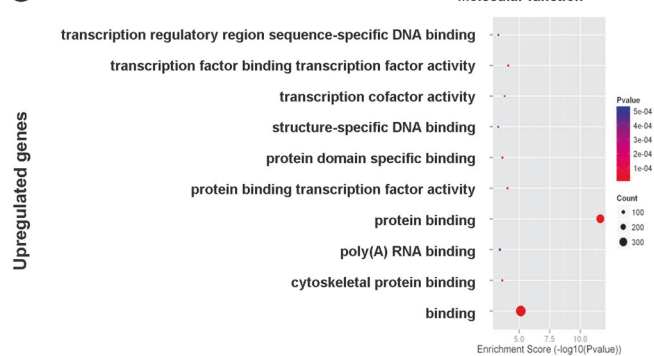 transcription regulatory region sequence-specific DNA binding
transcription factor binding transcription factor activity
transcription cofactor activity
structure-specific DNA binding
protein domain specific binding
protein binding transcription factor activity
protein binding
poly(A) RNA binding
cytoskeletal protein binding
binding
Upregulated genes
5.0 7.5 10.0
Enrichment Score (-log10(Pvalue))
Pvalue
5e-04
4e-04
3e-04
2e-04
1e-04
Count
100
200
300